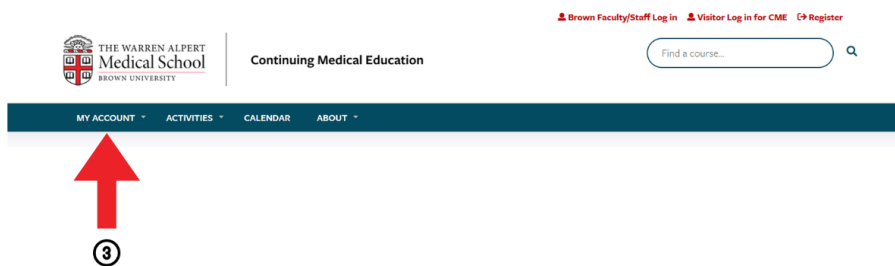 Brown Faculty/Staff Log in Visitor Log in for CME Register
THE WARREN ALPERT
Medical School
BROWN UNIVERSITY
Continuing Medical Education
Find a course...
MY ACCOUNT ACTIVITIES CALENDAR ABOUT
3